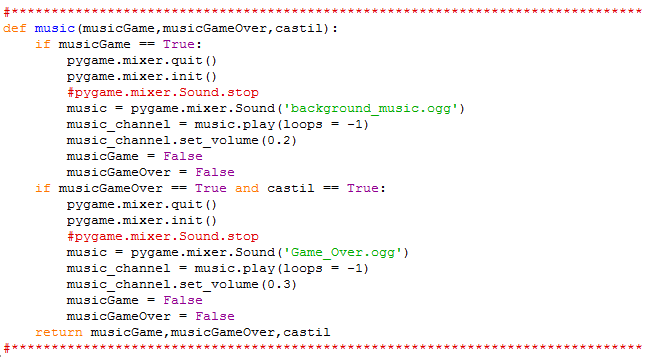 #********************************************************************************
def music(musicGame,musicGameOver,castil):
    if musicGame == True:
        pygame.mixer.quit()
        pygame.mixer.init()
        #pygame.mixer.Sound.stop
        music = pygame.mixer.Sound('background_music.ogg')
        music_channel = music.play(loops = -1)
        music_channel.set_volume(0.2)
        musicGame = False
        musicGameOver = False
    if musicGameOver == True and castil == True:
        pygame.mixer.quit()
        pygame.mixer.init()
        #pygame.mixer.Sound.stop
        music = pygame.mixer.Sound('Game_Over.ogg')
        music_channel = music.play(loops = -1)
        music_channel.set_volume(0.3)
        musicGame = False
        musicGameOver = False
    return musicGame,musicGameOver,castil
#********************************************************************************